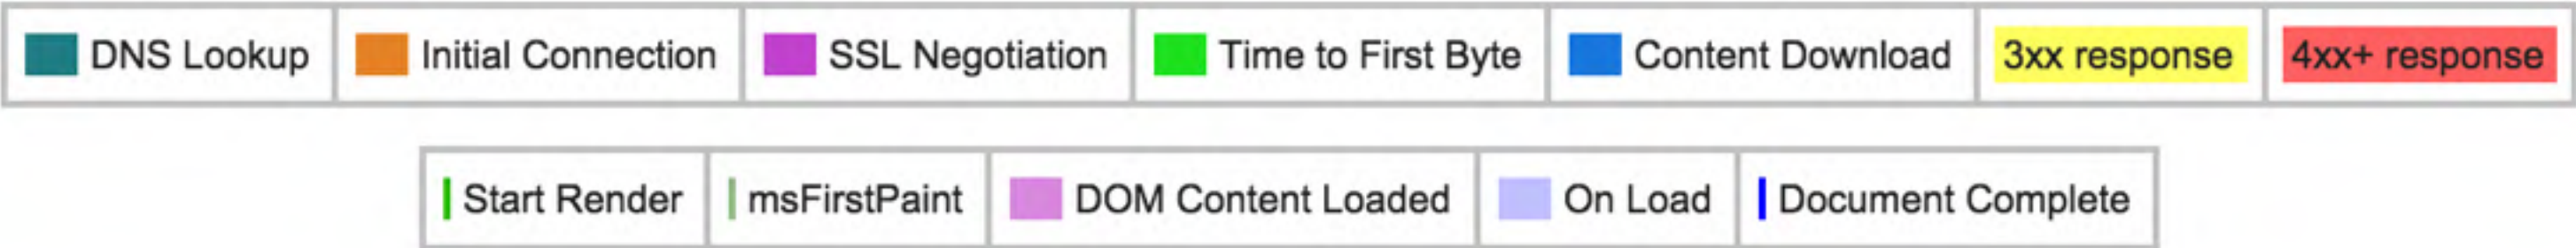 DNS Lookup Initial Connection SSL Negotiation Time to First Byte Content Download 3xx response 4xx+ response
Start Render msFirstPaint DOM Content Loaded On Load Document Complete